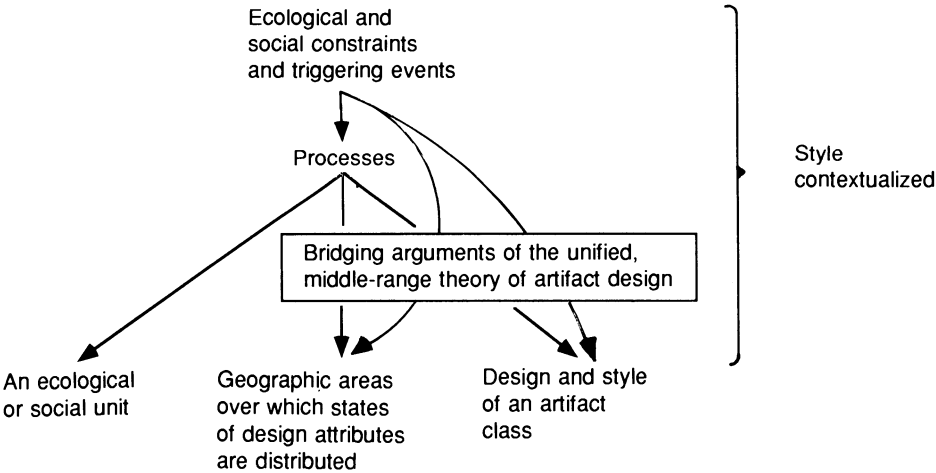 Ecological and
social constraints
and triggering events
Processes
Style
contextualized
Bridging arguments of the unified,
middle-range theory of artifact design
An ecological
or social unit
Geographic areas
over which states
of design attributes
are distributed
Design and style
of an artifact
class